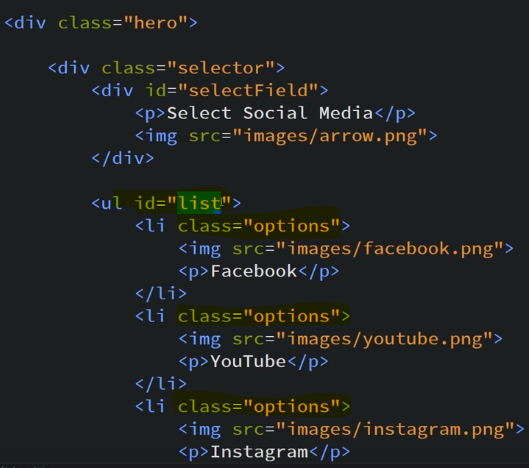 <div class="hero">
<div class="selector">
<div id="selectField">
<p>Select Social Media</p>
<img src="images/arrow.png">
</div>
<ul id="list">
<li class="options">
<img src="images/facebook.png">
<p>Facebook</p>
</li>
<li class="options">
<img src="images/youtube.png">
<p>YouTube</p>
</li>
<li class="options">
<img src="images/instagram.png">
<p>Instagram</p>